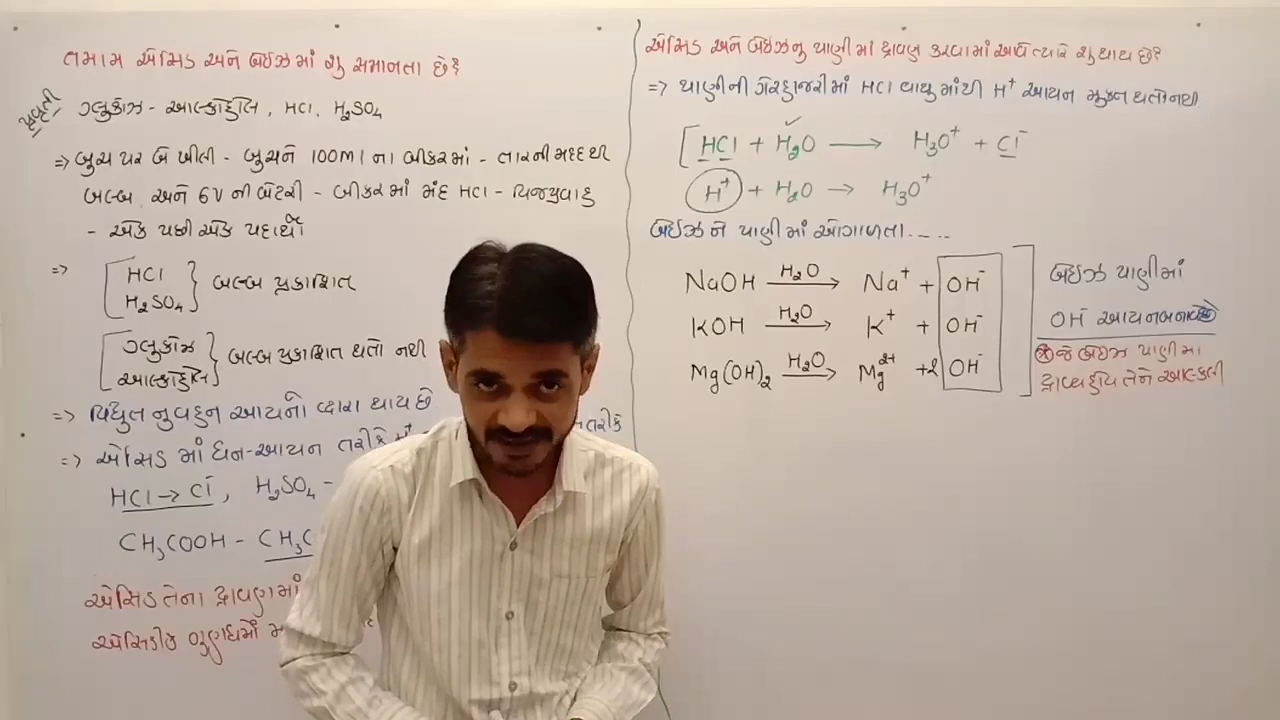 તમામ એસિડ અને બેઇઝમાં શુ સમાનતા છે?
પ્રવૃતી
ગ્લુકોઝ - આલ્કોહોલ, HCl, H₂SO₄
=> બુચ પર બે ખીલી - બુચને 100ml ના બીકરમાં - તારની મદદથી
બલ્બ અને 6V ની બેટરી - બીકરમાં મંદ HCl - વિજપ્રવાહ
- એક પછી એક પદાર્થો
=> HCl
H₂SO₄ } બલ્બ પ્રકાશિત
ગ્લુકોઝ
આલ્કોહોલ } બલ્બ પ્રકાશિત થતો નથી
=> વિધુત નુ વહન આયનો દ્વારા થાય છે
=> એસિડ માં ધન-આયન તરીકે H⁺ તરીકે
HCl → Cl⁻, H₂SO₄ -
CH₃COOH - CH₃C
એસિડ તેના દ્રાવણમાં
એસિડીક ગુણધર્મો મા
એસિડ અને બેઇઝનુ પાણીમાં દ્રાવણ કરવામાં આવે ત્યારે શુ થાય છે?
=> પાણીની ગેરહાજરીમાં HCl વાયુમાંથી H⁺ આયન મુક્ત થતો નથી
[HCl + H₂O ⟶ H₃O⁺ + Cl⁻
H⁺ + H₂O → H₃O⁺
બેઇઝ ને પાણીમાં ઓગાળતા.....
NaOH —H₂O→ Na⁺ + OH⁻
KOH —H₂O→ K⁺ + OH⁻
Mg(OH)₂ —H₂O→ Mg²⁺ + 2 OH⁻
બેઇઝ પાણીમાં
OH⁻ આયન બનાવે
* જે બેઇઝ પાણીમા
દ્રાવ્ય હોય તેને આલ્કલી